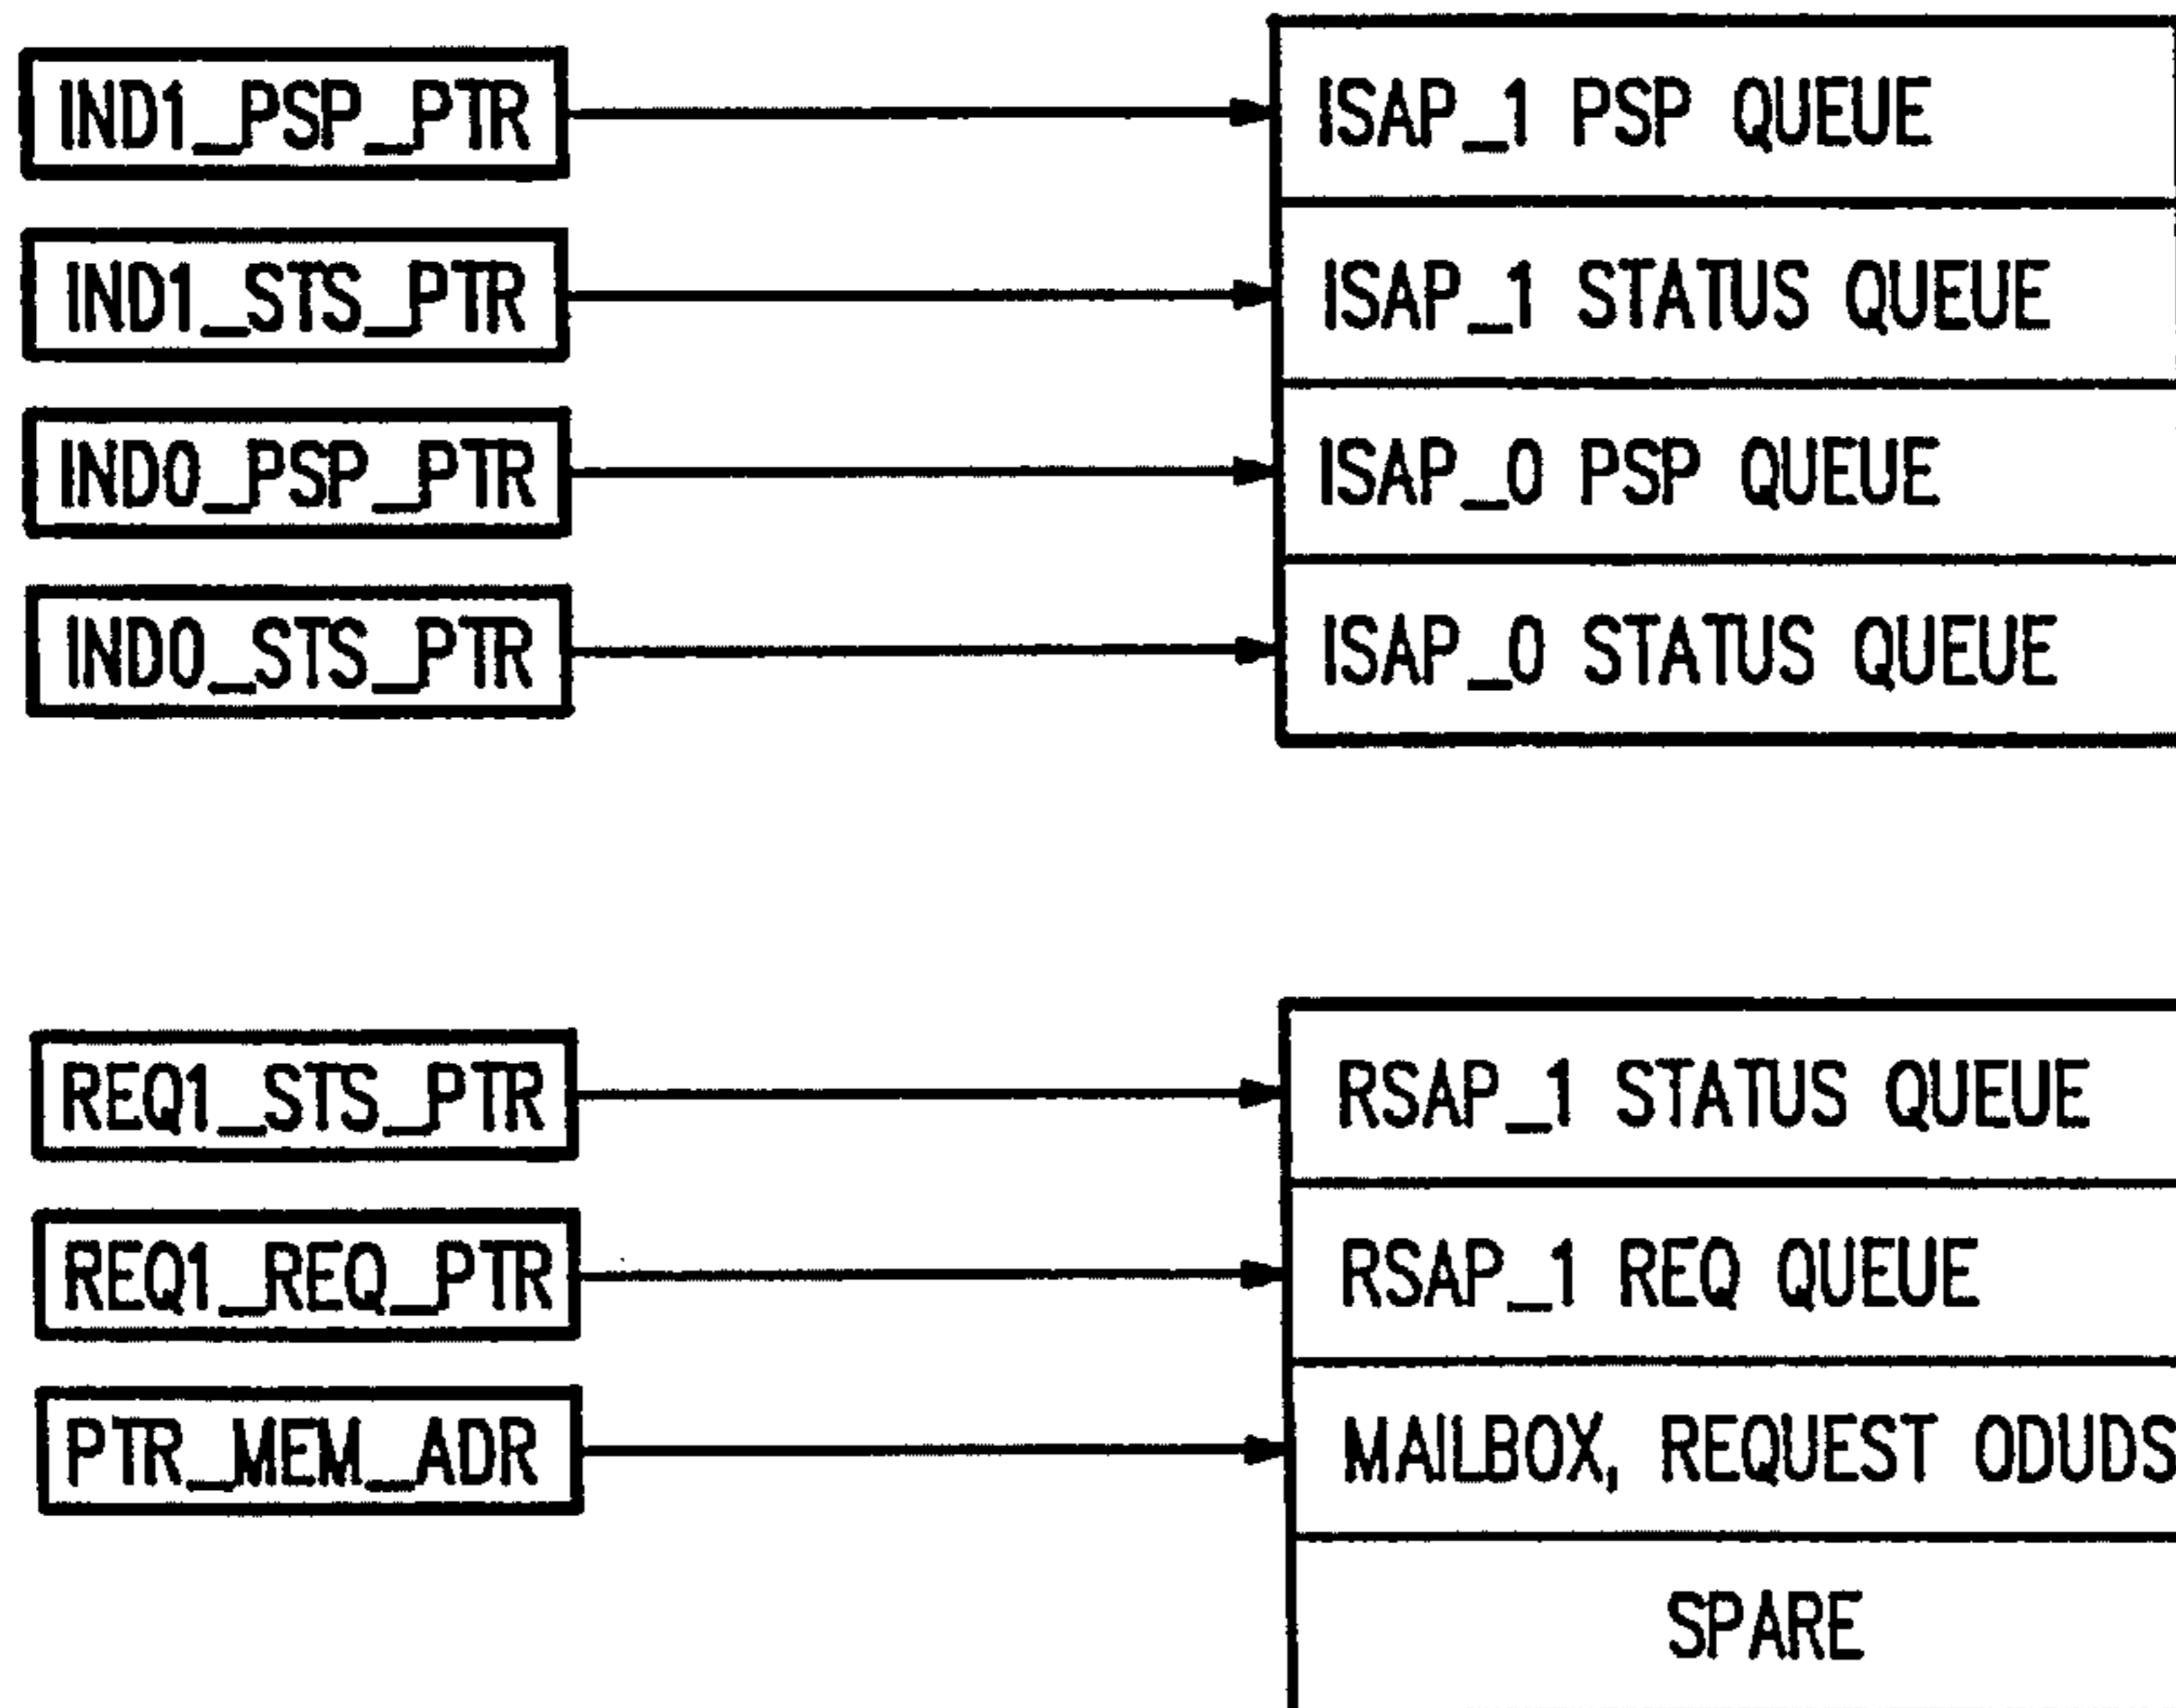 IND1_PSP_PTR
ISAP_1 PSP QUEUE
IND1_STS_PTR
ISAP_1 STATUS QUEUE
IND0_PSP_PTR
ISAP_0 PSP QUEUE
IND0_STS_PTR
ISAP_0 STATUS QUEUE
REQ1_STS_PTR
RSAP_1 STATUS QUEUE
REQ1_REQ_PTR
RSAP_1 REQ QUEUE
PTR_MEM_ADR
MAILBOX, REQUEST ODUDS
SPARE